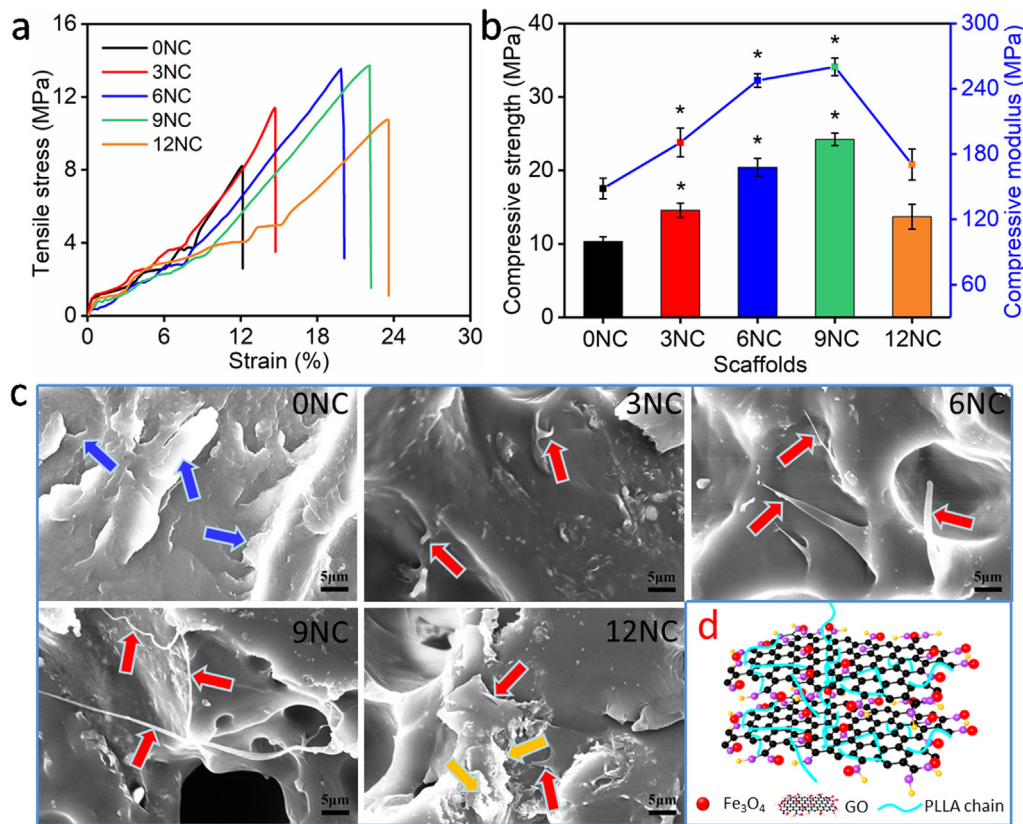 a
16
12
8
4
0
Tensile stress (MPa)
0NC
3NC
6NC
9NC
12NC
0 6 12 18 24 30
Strain (%)
b
40
30
20
10
0
Compressive strength (MPa)
* * * * * *
300
240
180
120
60
Compressive modulus (MPa)
0NC 3NC 6NC 9NC 12NC
Scaffolds
c
0NC
5μm
3NC
5μm
6NC
5μm
9NC
5μm
12NC
5μm
d
Fe₃O₄ GO PLLA chain